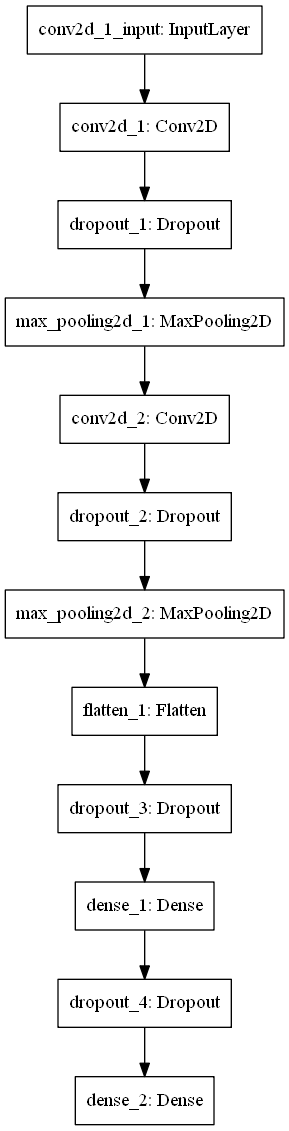 conv2d_1_input: InputLayer
conv2d_1: Conv2D
dropout_1: Dropout
max_pooling2d_1: MaxPooling2D
conv2d_2: Conv2D
dropout_2: Dropout
max_pooling2d_2: MaxPooling2D
flatten_1: Flatten
dropout_3: Dropout
dense_1: Dense
dropout_4: Dropout
dense_2: Dense